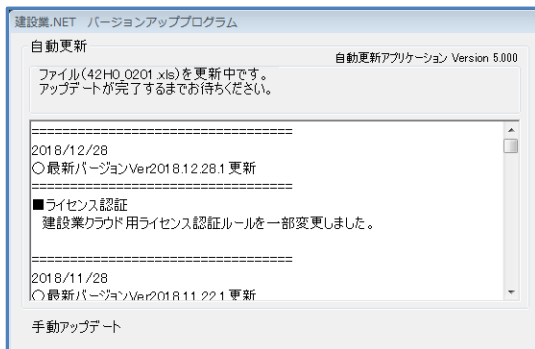 建設業.NET バージョンアッププログラム
自動更新
自動更新アプリケーション Version 5.000
ファイル(42H0_0201.xls)を更新中です。
アップデートが完了するまでお待ちください。
==================================
2018/12/28
○最新バージョンVer2018.12.28.1 更新
==================================
■ライセンス認証
建設業クラウド用ライセンス認証ルールを一部変更しました。
==================================
2018/11/28
○最新バージョンVer2018.11.22.1 更新
手動アップデート